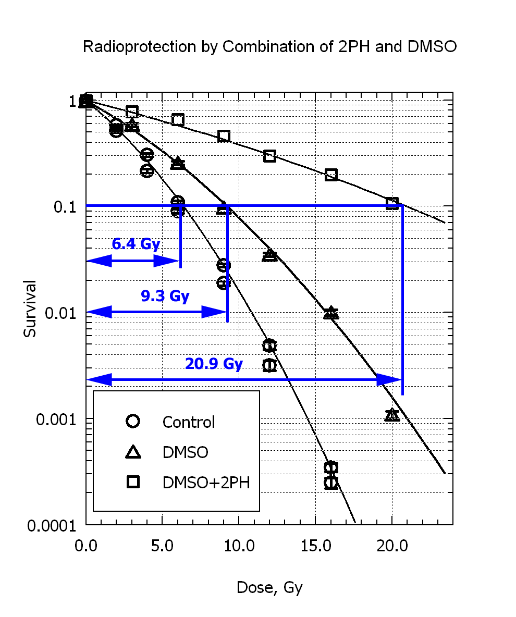 Radioprotection by Combination of 2PH and DMSO
1
0.1
6.4 Gy
9.3 Gy
0.01
Survival
20.9 Gy
0.001
Control
DMSO
DMSO+2PH
0.0001
0.0 5.0 10.0 15.0 20.0
Dose, Gy